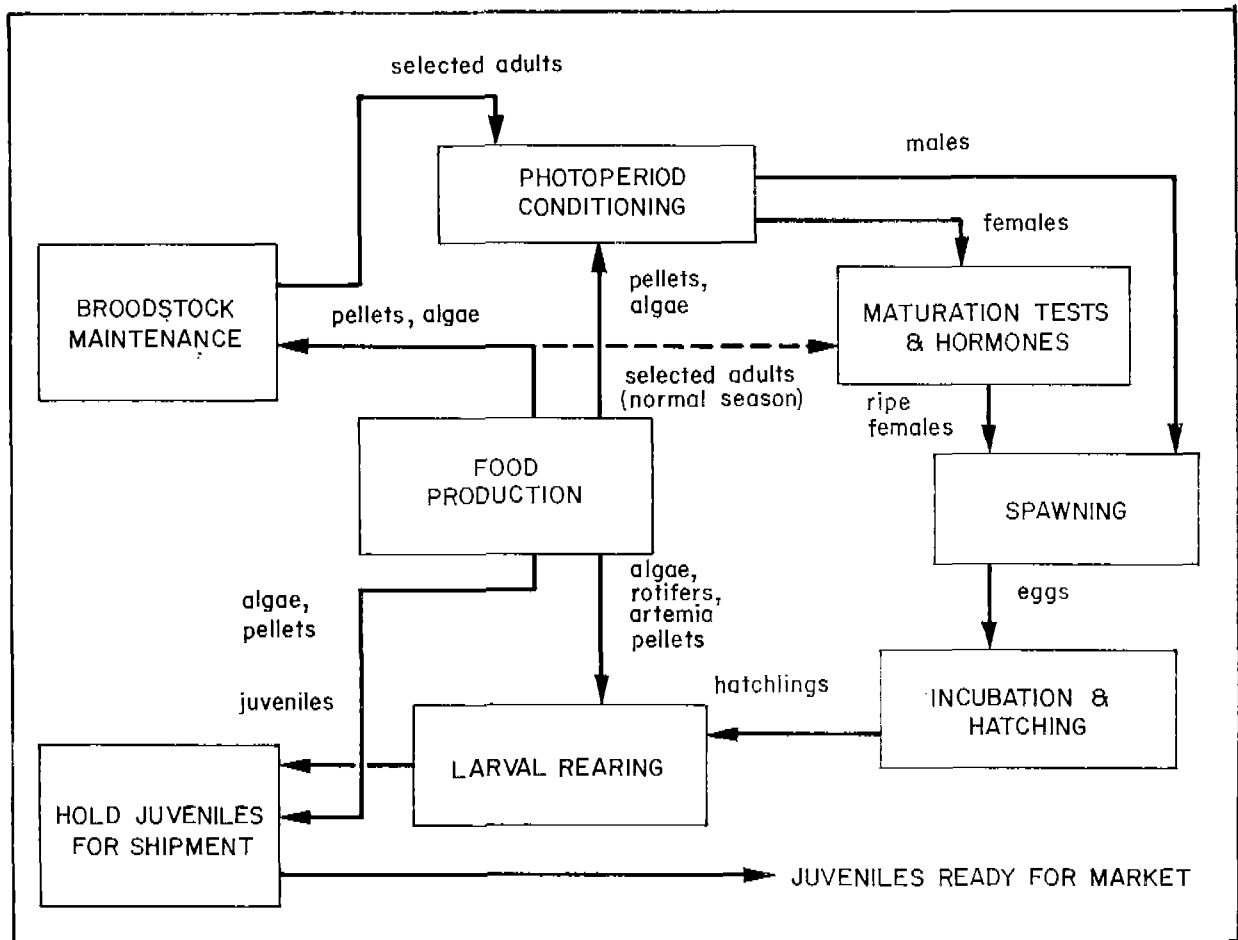 selected adults
PHOTOPERIOD
CONDITIONING
males
females
BROODSTOCK
MAINTENANCE
pellets, algae
pellets,
algae
MATURATION TESTS
& HORMONES
selected adults
(normal season)
ripe
females
FOOD
PRODUCTION
SPAWNING
algae,
pellets
algae,
rotifers,
artemia
pellets
eggs
juveniles
hatchlings
INCUBATION &
HATCHING
LARVAL REARING
HOLD JUVENILES
FOR SHIPMENT
JUVENILES READY FOR MARKET